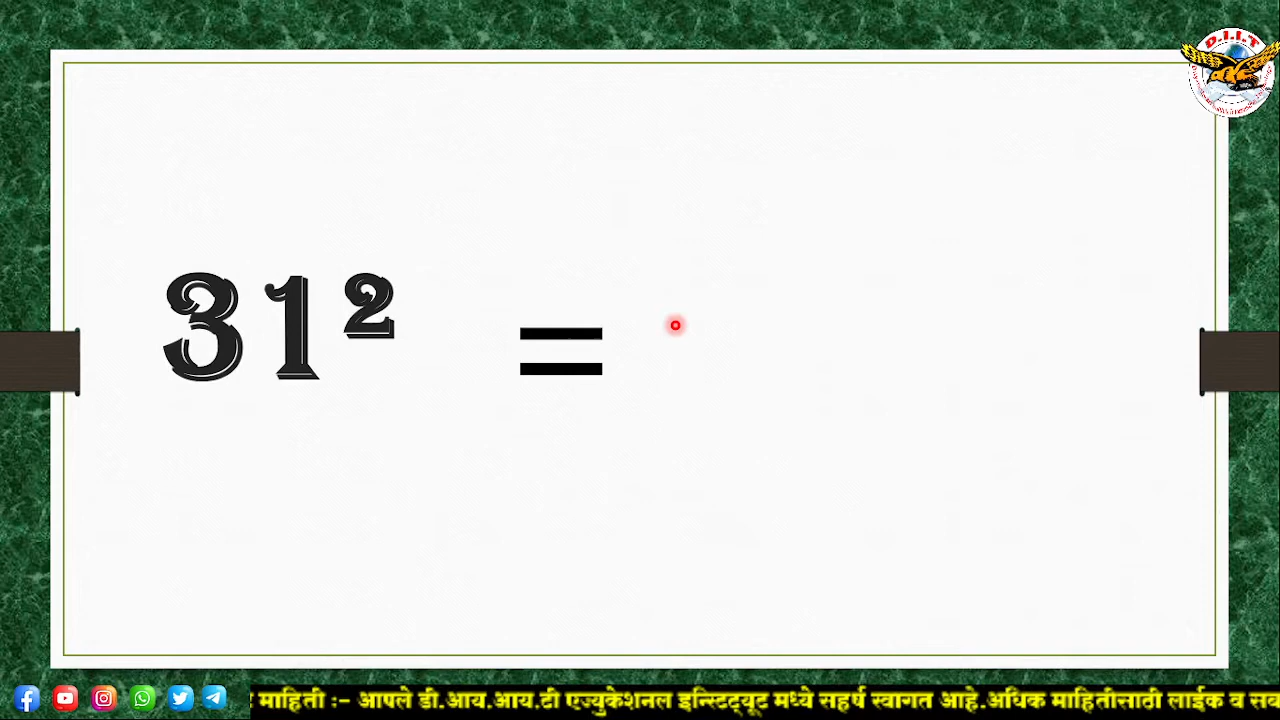 D.I.I.T
31² =
माहिती :- आपले डी.आय.आय.टी एज्युकेशनल इन्स्टिट्यूट मध्ये सहर्ष स्वागत आहे.अधिक माहितीसाठी लाईक व